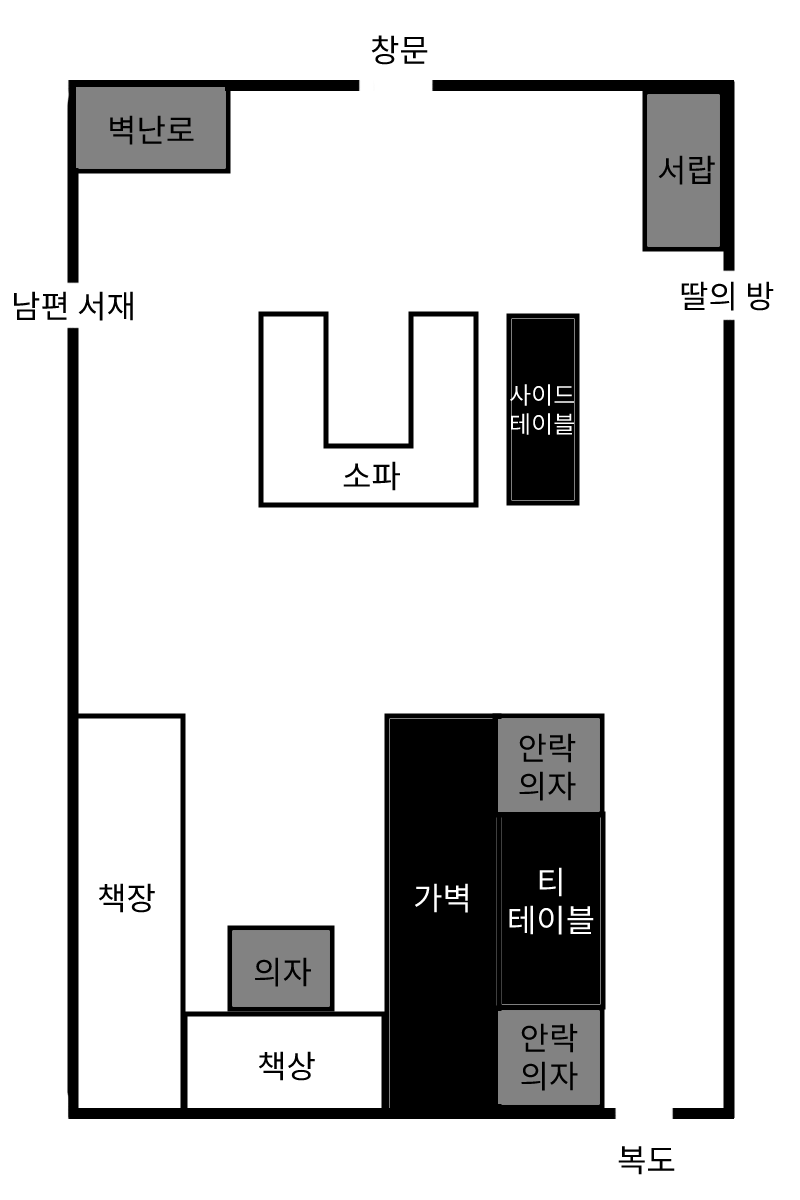 창문
벽난로
서랍
남편 서재
딸의 방
사이드
테이블
소파
안락
의자
책장
가벽
티
테이블
의자
책상
안락
의자
복도